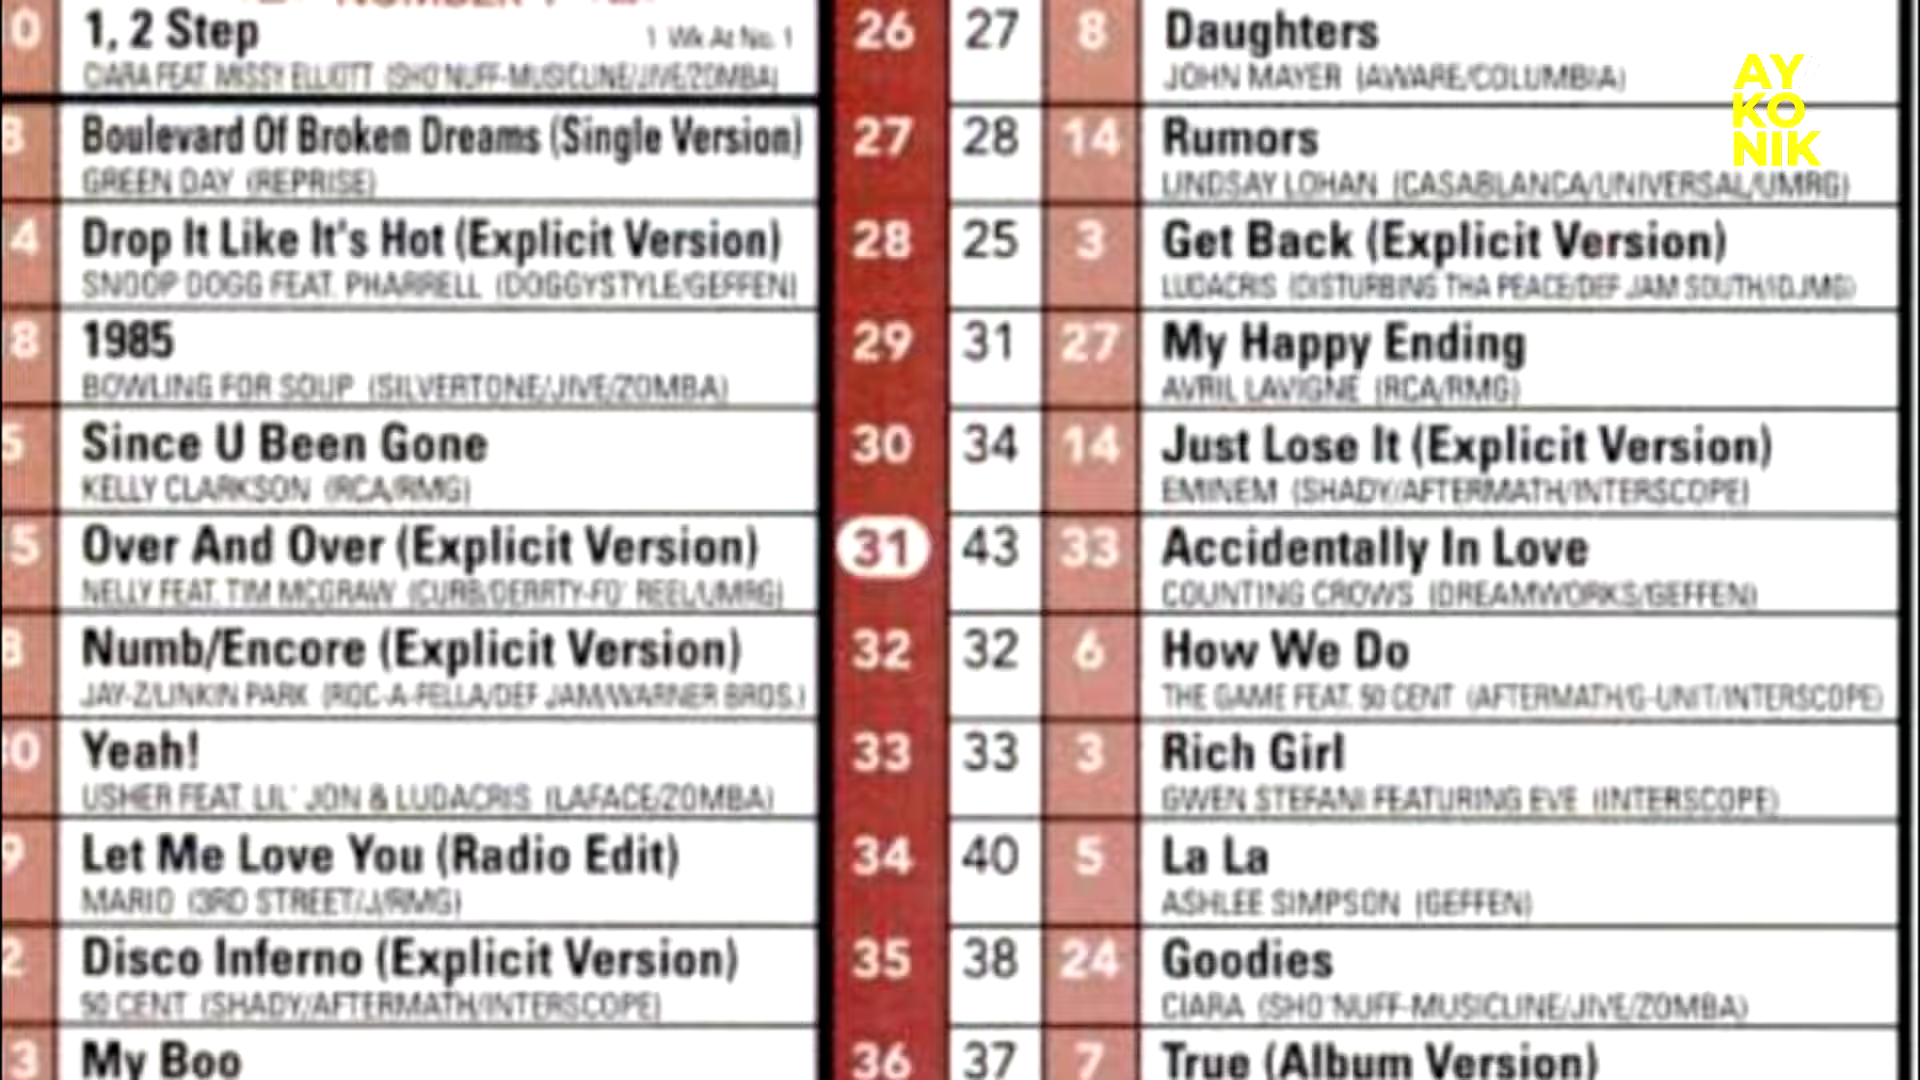 NUMBER 1
0 1, 2 Step 1 Wk At No. 1
CIARA FEAT. MISSY ELLIOTT (SHO'NUFF-MUSICLINE/JIVE/ZOMBA)
Boulevard Of Broken Dreams (Single Version)
GREEN DAY (REPRISE)
4 Drop It Like It's Hot (Explicit Version)
SNOOP DOGG FEAT. PHARRELL (DOGGYSTYLE/GEFFEN)
8 1985
BOWLING FOR SOUP (SILVERTONE/JIVE/ZOMBA)
5 Since U Been Gone
KELLY CLARKSON (RCA/RMG)
5 Over And Over (Explicit Version)
NELLY FEAT. TIM MCGRAW (CURB/DERRTY-FO' REEL/UMRG)
Numb/Encore (Explicit Version)
JAY-Z/LINKIN PARK (ROC-A-FELLA/DEF JAM/WARNER BROS.)
0 Yeah!
USHER FEAT. LIL' JON & LUDACRIS (LAFACE/ZOMBA)
9 Let Me Love You (Radio Edit)
MARIO (3RD STREET/J/RMG)
2 Disco Inferno (Explicit Version)
50 CENT (SHADY/AFTERMATH/INTERSCOPE)
3 My Boo
26 27 8 Daughters
JOHN MAYER (AWARE/COLUMBIA)
27 28 14 Rumors
LINDSAY LOHAN (CASABLANCA/UNIVERSAL/UMRG)
28 25 3 Get Back (Explicit Version)
LUDACRIS (DISTURBING THA PEACE/DEF JAM SOUTH/IDJMG)
29 31 27 My Happy Ending
AVRIL LAVIGNE (RCA/RMG)
30 34 14 Just Lose It (Explicit Version)
EMINEM (SHADY/AFTERMATH/INTERSCOPE)
31 43 33 Accidentally In Love
COUNTING CROWS (DREAMWORKS/GEFFEN)
32 32 6 How We Do
THE GAME FEAT. 50 CENT (AFTERMATH/G-UNIT/INTERSCOPE)
33 33 3 Rich Girl
GWEN STEFANI FEATURING EVE (INTERSCOPE)
34 40 5 La La
ASHLEE SIMPSON (GEFFEN)
35 38 24 Goodies
CIARA (SHO'NUFF-MUSICLINE/JIVE/ZOMBA)
36 37 7 True (Album Version)
AY
KO
NIK